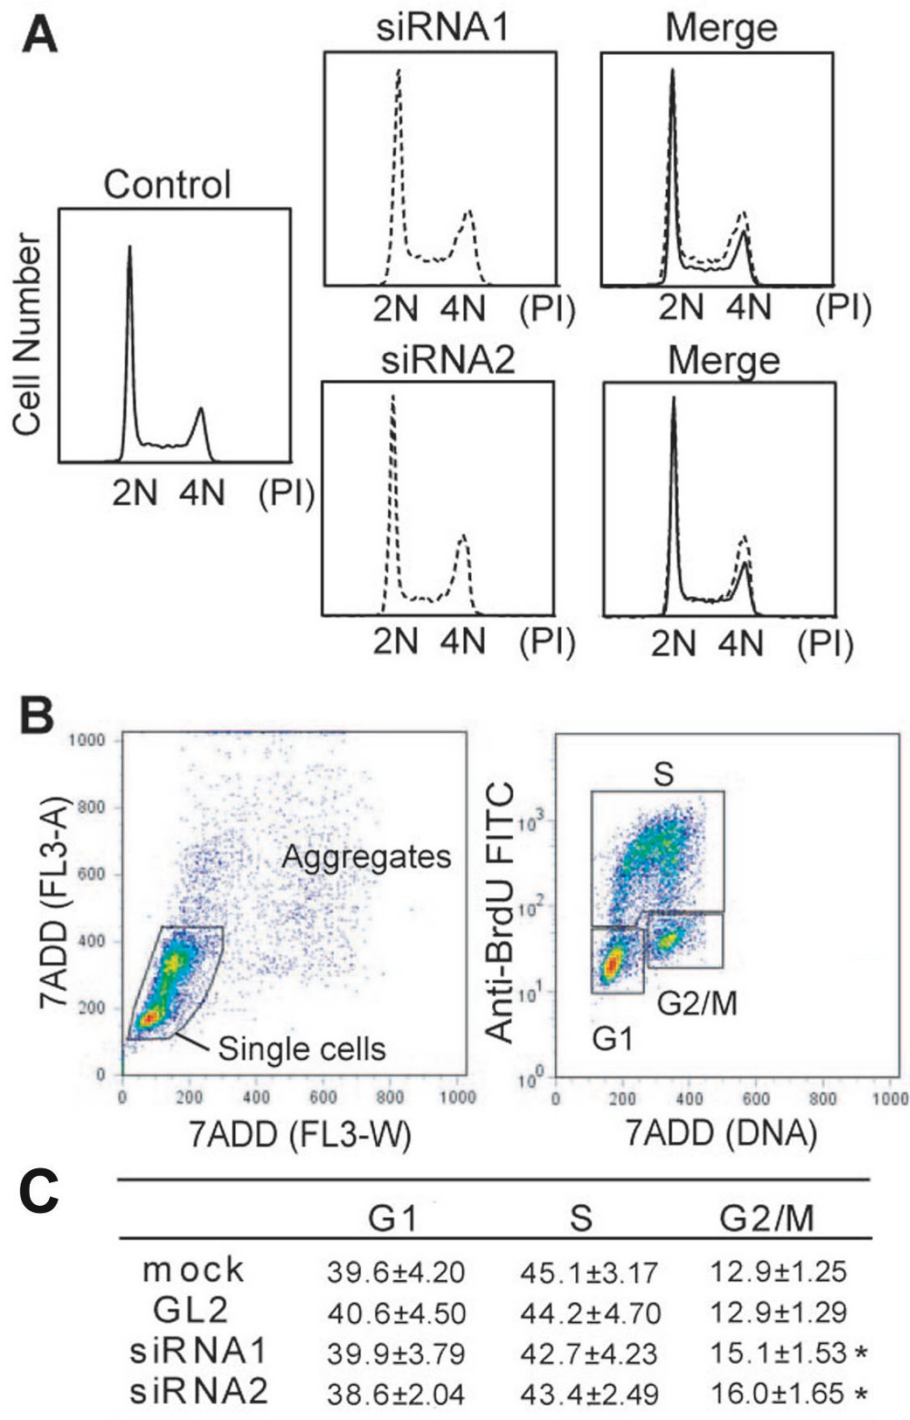 A
siRNA1
Merge
Control
Cell Number
2N 4N (PI)
2N 4N (PI)
2N 4N (PI)
siRNA2
Merge
2N 4N (PI)
2N 4N (PI)
B
7ADD (FL3-A)
1000
800
600
400
200
0
Aggregates
Single cells
0 200 400 600 800 1000
7ADD (FL3-W)
Anti-BrdU FITC
10³
10²
10¹
10⁰
S
G1
G2/M
0 200 400 600 800 1000
7ADD (DNA)
C
G1 S G2/M
mock 39.6±4.20 45.1±3.17 12.9±1.25
GL2 40.6±4.50 44.2±4.70 12.9±1.29
siRNA1 39.9±3.79 42.7±4.23 15.1±1.53 *
siRNA2 38.6±2.04 43.4±2.49 16.0±1.65 *